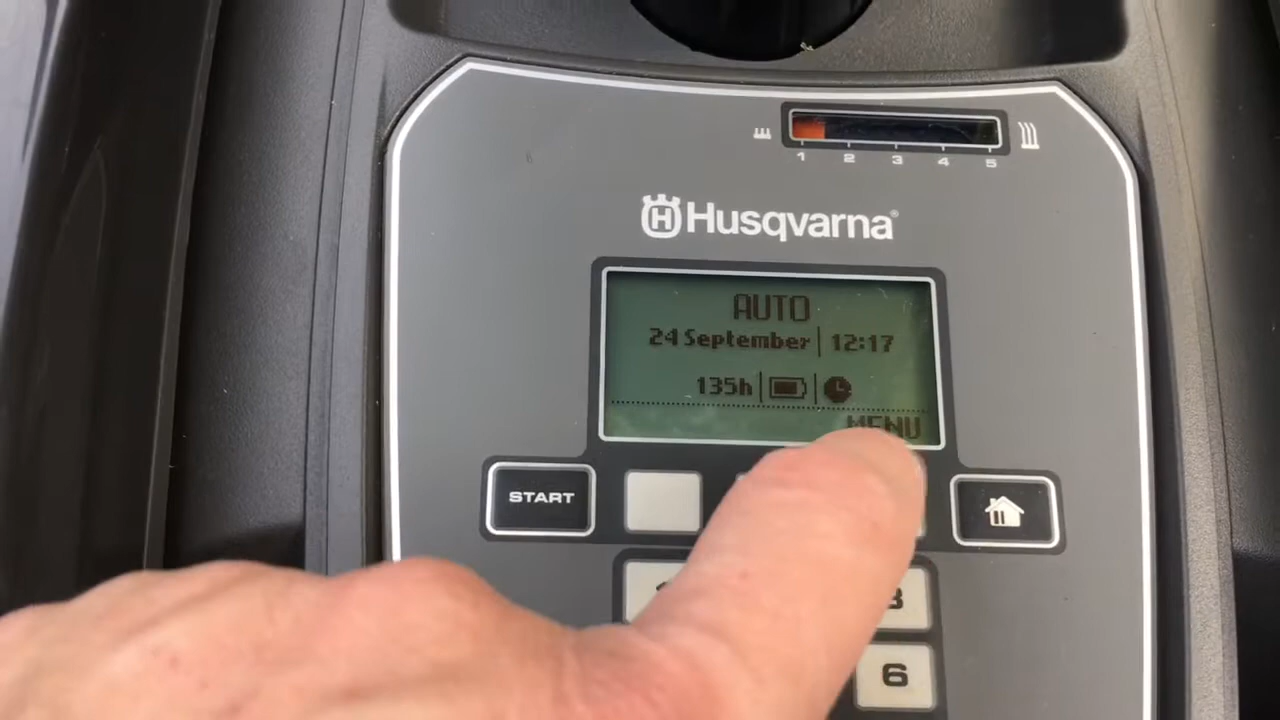 1 2 3 4 5
Husqvarna®
AUTO
24 September 12:17
135h
MENU
START
6